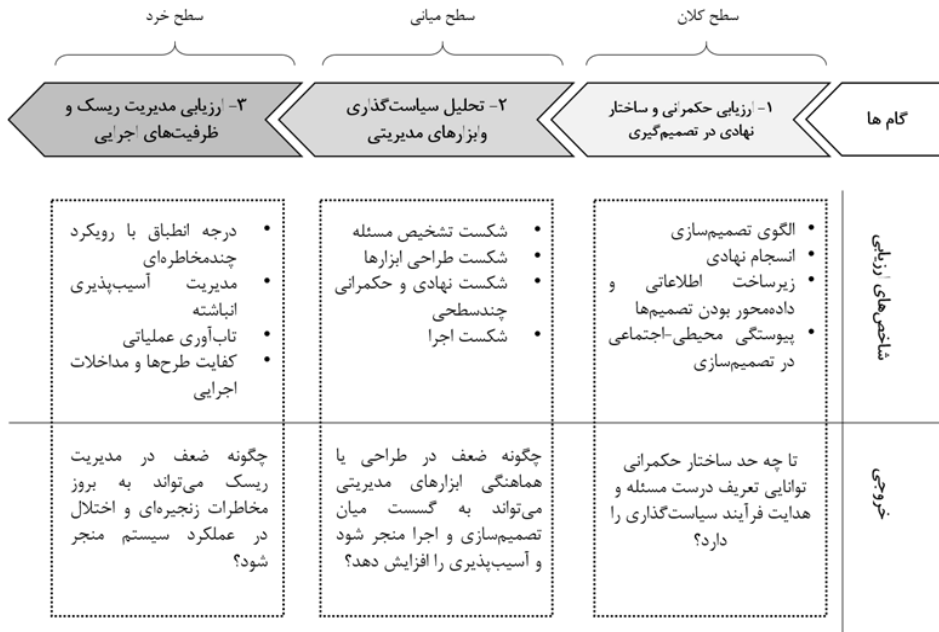 سطح کلان
سطح میانی
سطح خرد
گام ها
۱- ارزیابی حکمرانی و ساختار
نهادی در تصمیم‌گیری
۲- تحلیل سیاست‌گذاری
وابزارهای مدیریتی
۳- ارزیابی مدیریت ریسک و
ظرفیت‌های اجرایی
شاخص‌های ارزیابی
• الگوی تصمیم‌سازی
• انسجام نهادی
• زیرساخت اطلاعاتی و
داده‌محور بودن تصمیم‌ها
• پیوستگی محیطی-اجتماعی
در تصمیم‌سازی
• شکست تشخیص مسئله
• شکست طراحی ابزارها
• شکست نهادی و حکمرانی
چندسطحی
• شکست اجرا
• درجه انطباق با رویکرد
چندمخاطره‌ای
• مدیریت آسیب‌پذیری
انباشته
• تاب‌آوری عملیاتی
• کفایت طرح‌ها و مداخلات
اجرایی
خروجی
تا چه حد ساختار حکمرانی
توانایی تعریف درست مسئله و
هدایت فرآیند سیاست‌گذاری را
دارد؟
چگونه ضعف در طراحی یا
هماهنگی ابزارهای مدیریتی
می‌تواند به گسست میان
تصمیم‌سازی و اجرا منجر شود
و آسیب‌پذیری را افزایش دهد؟
چگونه ضعف در مدیریت
ریسک می‌تواند به بروز
مخاطرات زنجیره‌ای و اختلال
در عملکرد سیستم منجر
شود؟